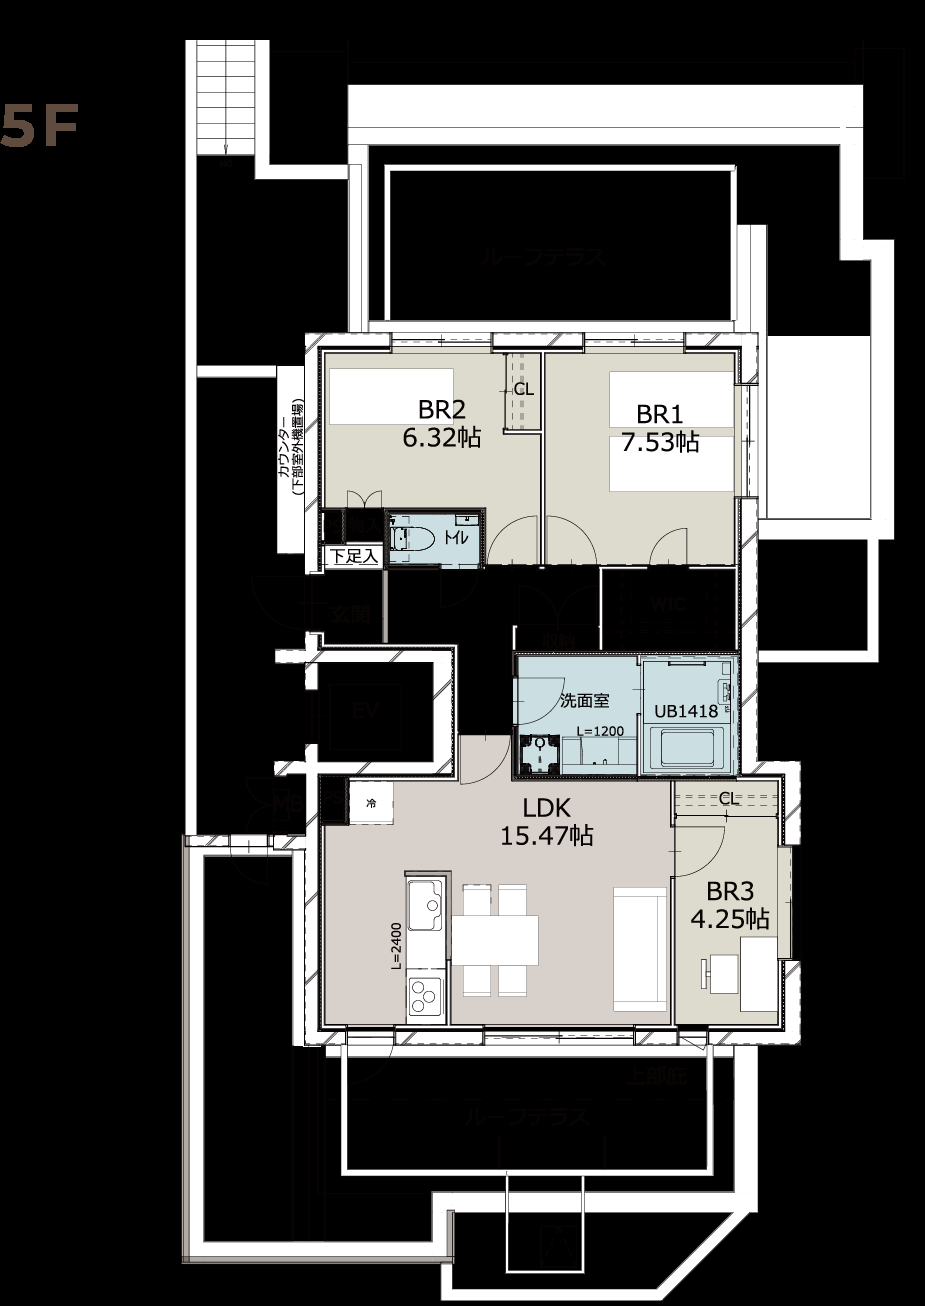 5F
ルーフテラス
CL
BR2
6.32帖
BR1
7.53帖
カウンター
(下部室外機置場)
トイレ
下足入
玄関
WIC
収納
EV
洗面室
L=1200
UB1418
MB
冷
LDK
15.47帖
CL
BR3
4.25帖
L=2400
上部庇
ルーフテラス